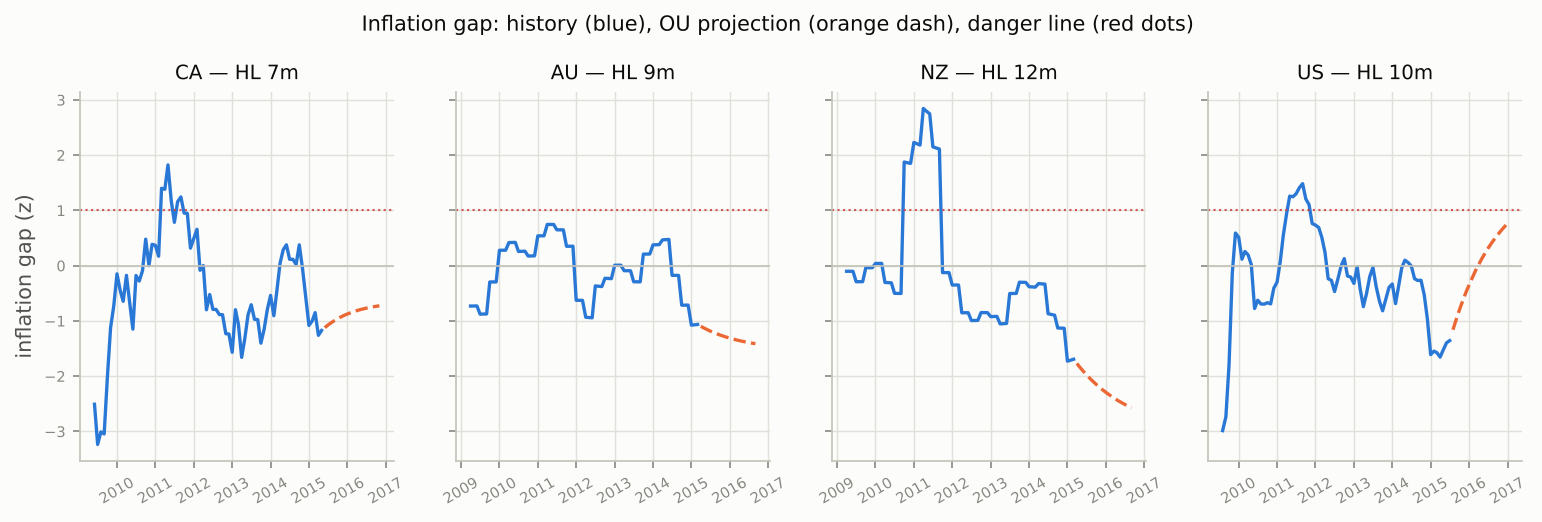 Inflation gap: history (blue), OU projection (orange dash), danger line (red dots)
CA — HL 7m
AU — HL 9m
NZ — HL 12m
US — HL 10m
inflation gap (z)
3
2
1
0
−1
−2
−3
2010 2011 2012 2013 2014 2015 2016 2017
2009 2010 2011 2012 2013 2014 2015 2016 2017
2009 2010 2011 2012 2013 2014 2015 2016 2017
2010 2011 2012 2013 2014 2015 2016 2017